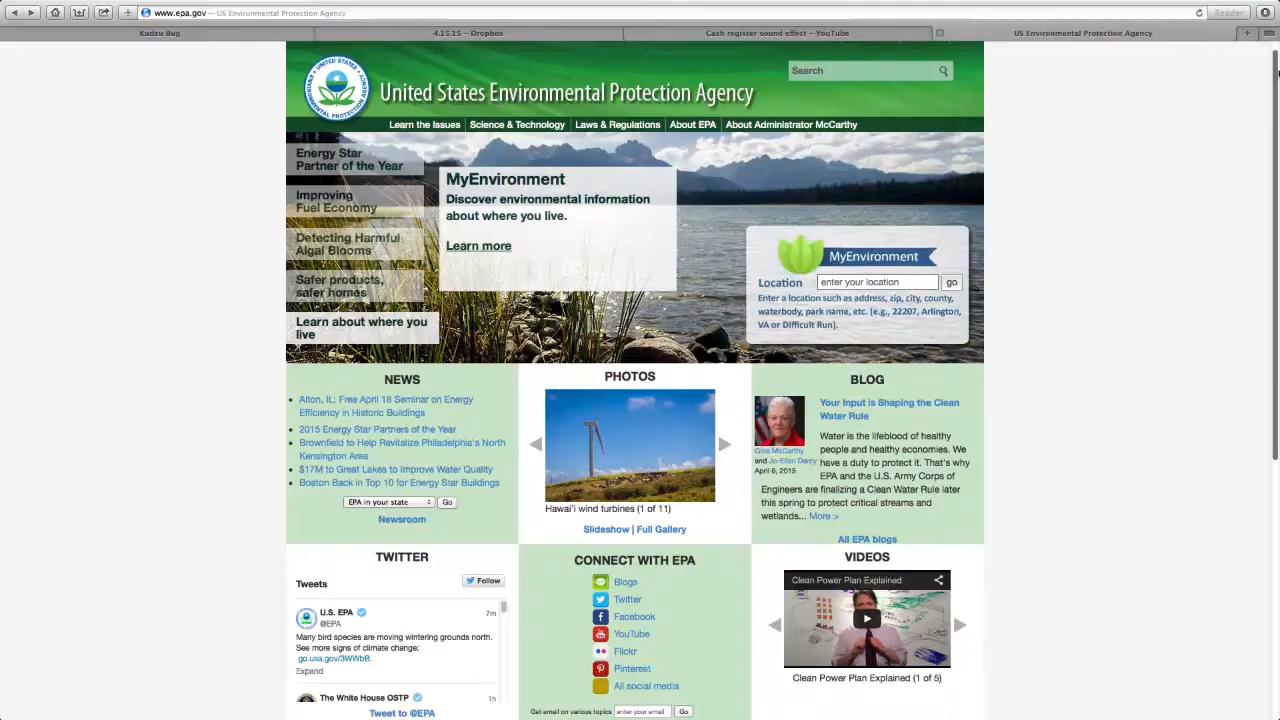 www.epa.gov — US Environmental Protection Agency
Reader
Kudzu Bug
4.15.15 – Dropbox
Cash register sound effect – YouTube
US Environmental Protection Agency
United States Environmental Protection Agency
Search
Learn the Issues
Science & Technology
Laws & Regulations
About EPA
About Administrator McCarthy
Energy Star
Partner of the Year
Improving
Fuel Economy
Detecting Harmful
Algal Blooms
Safer products,
safer homes
Learn about where you
live
MyEnvironment
Discover environmental information
about where you live.
Learn more
MyEnvironment
Location
enter your location
go
Enter a location such as address, zip, city, county,
waterbody, park name, etc. (e.g., 22207, Arlington,
VA or Difficult Run).
NEWS
Alton, IL: Free April 16 Seminar on Energy
Efficiency in Historic Buildings
2015 Energy Star Partners of the Year
Brownfield to Help Revitalize Philadelphia's North
Kensington Area
$17M to Great Lakes to Improve Water Quality
Boston Back in Top 10 for Energy Star Buildings
EPA in your state
Go
Newsroom
PHOTOS
Hawai'i wind turbines (1 of 11)
Slideshow | Full Gallery
BLOG
Your Input is Shaping the Clean
Water Rule
Gina McCarthy
and Jo-Ellen Darcy
April 6, 2015
Water is the lifeblood of healthy
people and healthy economies. We
have a duty to protect it. That's why
EPA and the U.S. Army Corps of
Engineers are finalizing a Clean Water Rule later
this spring to protect critical streams and
wetlands... More >
All EPA blogs
TWITTER
Tweets
Follow
U.S. EPA
7m
@EPA
Many bird species are moving wintering grounds north.
See more signs of climate change:
go.usa.gov/3WWbB.
Expand
The White House OSTP
1h
Tweet to @EPA
CONNECT WITH EPA
Blogs
Twitter
Facebook
YouTube
Flickr
Pinterest
All social media
Get email on various topics
enter your email
Go
VIDEOS
Clean Power Plan Explained
Clean Power Plan Explained (1 of 5)